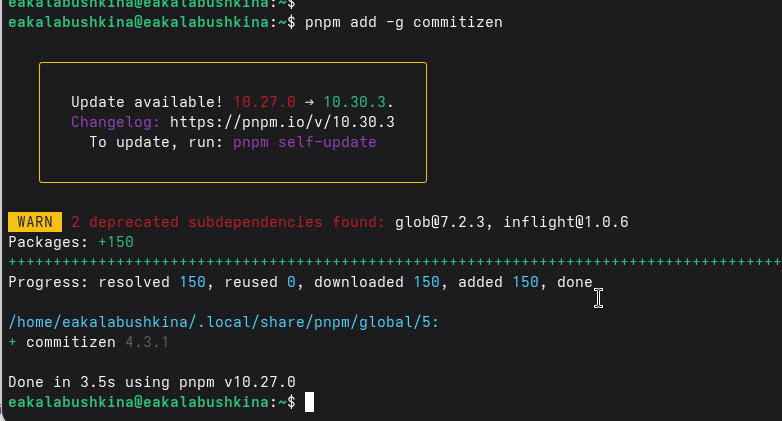 eakalabushkina@eakalabushkina:~$
eakalabushkina@eakalabushkina:~$ pnpm add -g commitizen
Update available! 10.27.0 → 10.30.3.
Changelog: https://pnpm.io/v/10.30.3
To update, run: pnpm self-update
WARN 2 deprecated subdependencies found: glob@7.2.3, inflight@1.0.6
Packages: +150
+++++++++++++++++++++++++++++++++++++++++++++++++++++++++++++++++++++++++++++++++++++
Progress: resolved 150, reused 0, downloaded 150, added 150, done
/home/eakalabushkina/.local/share/pnpm/global/5:
+ commitizen 4.3.1
Done in 3.5s using pnpm v10.27.0
eakalabushkina@eakalabushkina:~$